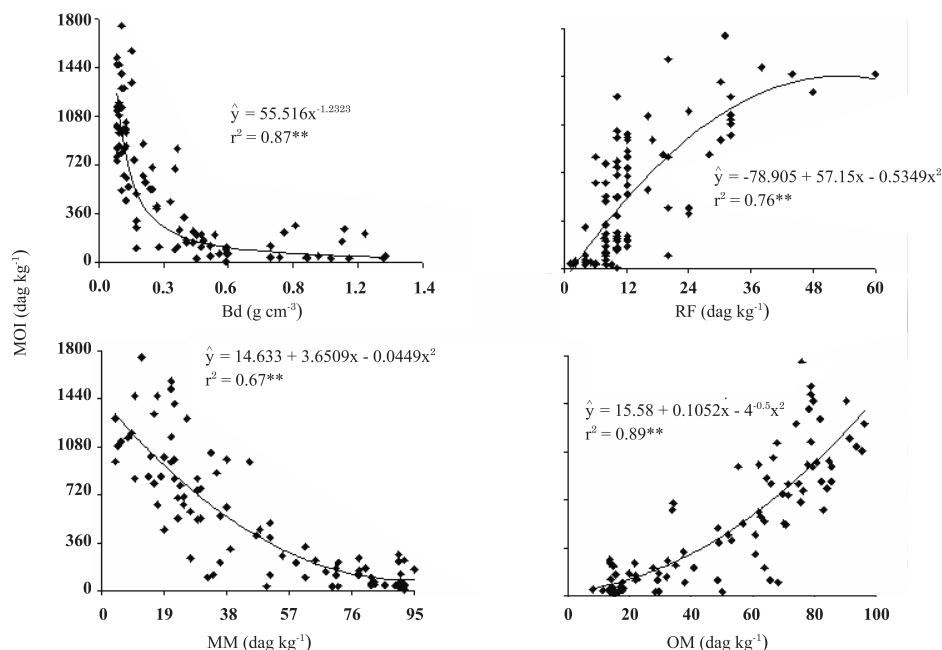 MOI (dag kg⁻¹)
1800
1440
1080
720
360
0
ŷ = 55.516x⁻¹·²³²³
r² = 0.87**
0.0 0.3 0.5 0.6 0.8 0.9 1.2 1.4
Bd (g cm⁻³)
ŷ = -78.905 + 57.15x - 0.5349x²
r² = 0.76**
0 12 24 36 48 60
RF (dag kg⁻¹)
1800
1440
1080
720
360
0
ŷ = 14.633 + 3.6509x - 0.0449x²
r² = 0.67**
0 19 38 57 76 95
MM (dag kg⁻¹)
ŷ = 15.58 + 0.1052x - 4⁻⁰·⁵x²
r² = 0.89**
0 20 40 60 80 100
OM (dag kg⁻¹)